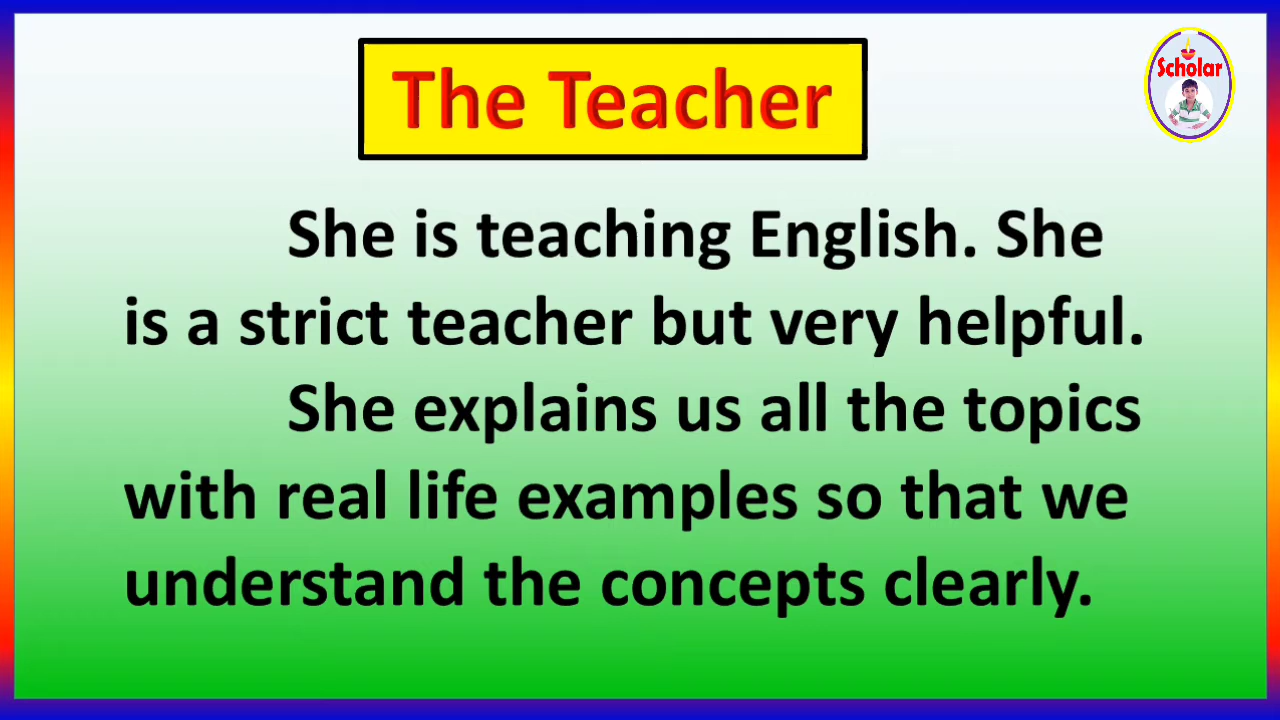 The Teacher
Scholar
She is teaching English. She
is a strict teacher but very helpful.
She explains us all the topics
with real life examples so that we
understand the concepts clearly.